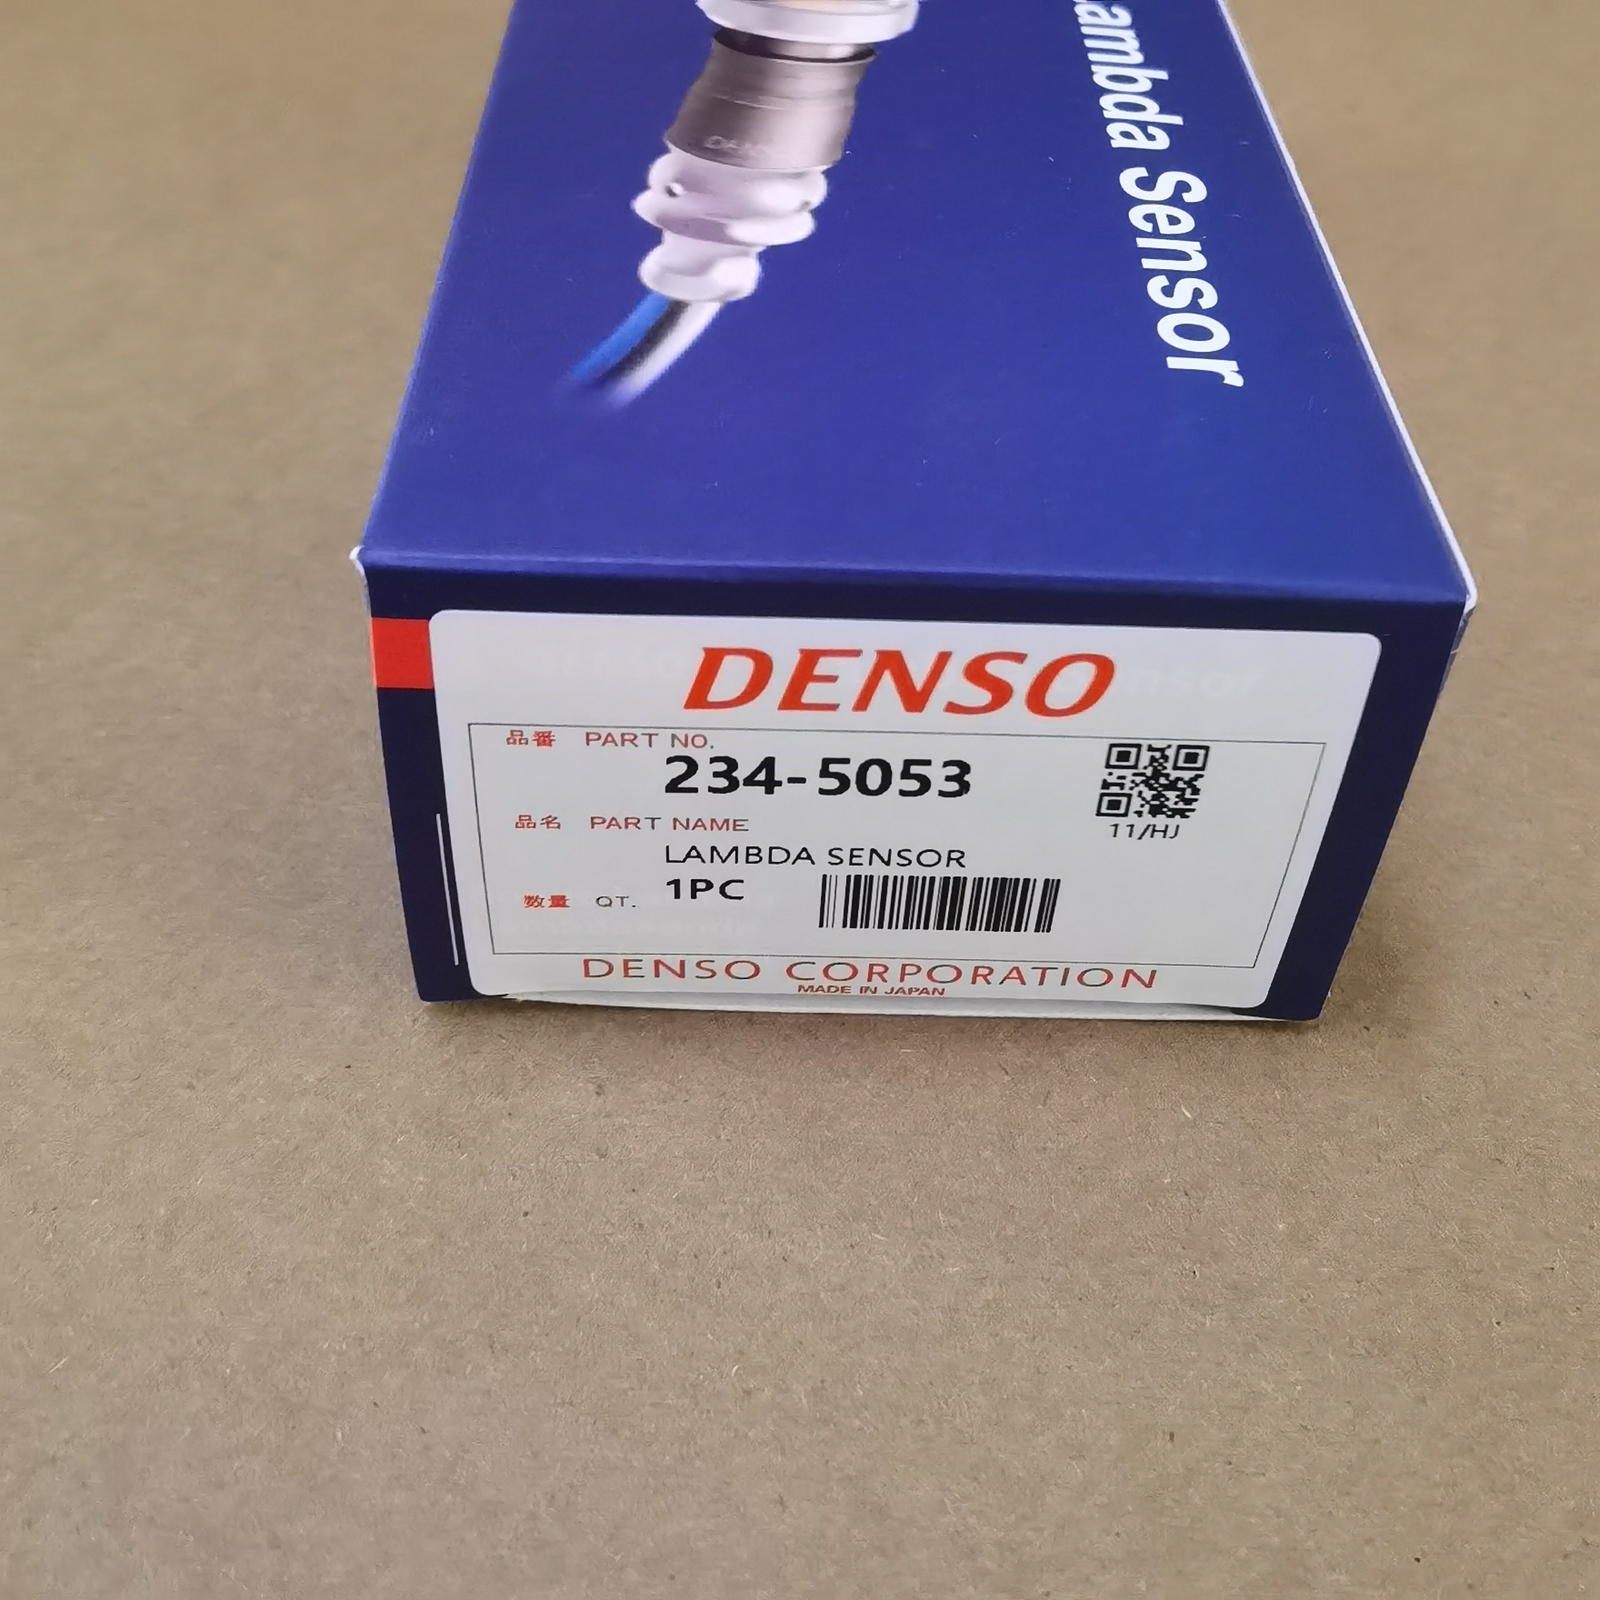 Lambda Sensor
DENSO
品番 PART NO.
234-5053
11/HJ
品名 PART NAME
LAMBDA SENSOR
数量 QT. 1PC
DENSO CORPORATION
MADE IN JAPAN